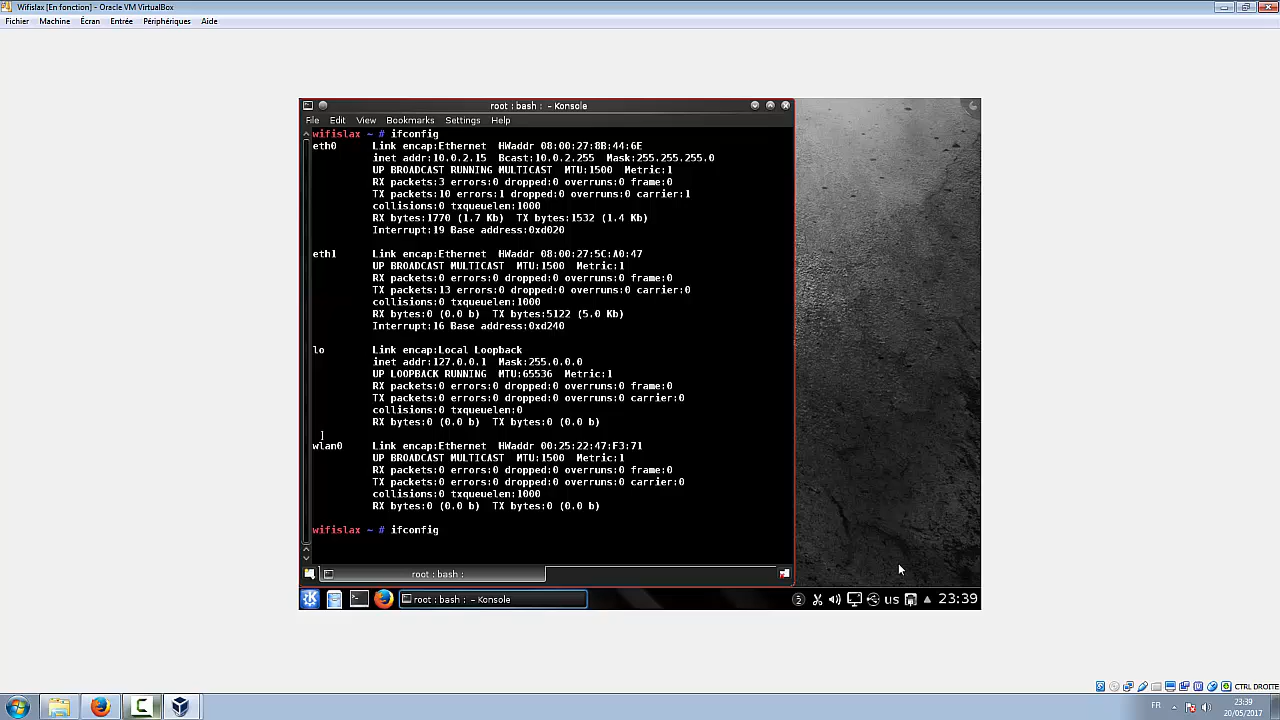 Wifislax [En fonction] - Oracle VM VirtualBox
Fichier Machine Écran Entrée Périphériques Aide
root : bash : - Konsole
File Edit View Bookmarks Settings Help
wifislax ~ # ifconfig
eth0 Link encap:Ethernet HWaddr 08:00:27:8B:44:6E
inet addr:10.0.2.15 Bcast:10.0.2.255 Mask:255.255.255.0
UP BROADCAST RUNNING MULTICAST MTU:1500 Metric:1
RX packets:3 errors:0 dropped:0 overruns:0 frame:0
TX packets:10 errors:1 dropped:0 overruns:0 carrier:1
collisions:0 txqueuelen:1000
RX bytes:1770 (1.7 Kb) TX bytes:1532 (1.4 Kb)
Interrupt:19 Base address:0xd020
eth1 Link encap:Ethernet HWaddr 08:00:27:5C:A0:47
UP BROADCAST MULTICAST MTU:1500 Metric:1
RX packets:0 errors:0 dropped:0 overruns:0 frame:0
TX packets:13 errors:0 dropped:0 overruns:0 carrier:0
collisions:0 txqueuelen:1000
RX bytes:0 (0.0 b) TX bytes:5122 (5.0 Kb)
Interrupt:16 Base address:0xd240
lo Link encap:Local Loopback
inet addr:127.0.0.1 Mask:255.0.0.0
UP LOOPBACK RUNNING MTU:65536 Metric:1
RX packets:0 errors:0 dropped:0 overruns:0 frame:0
TX packets:0 errors:0 dropped:0 overruns:0 carrier:0
collisions:0 txqueuelen:0
RX bytes:0 (0.0 b) TX bytes:0 (0.0 b)
wlan0 Link encap:Ethernet HWaddr 00:25:22:47:F3:71
UP BROADCAST MULTICAST MTU:1500 Metric:1
RX packets:0 errors:0 dropped:0 overruns:0 frame:0
TX packets:0 errors:0 dropped:0 overruns:0 carrier:0
collisions:0 txqueuelen:1000
RX bytes:0 (0.0 b) TX bytes:0 (0.0 b)
wifislax ~ # ifconfig
root : bash :
root : bash : - Konsole
us 23:39
CTRL DROITE
FR 23:39
20/05/2017